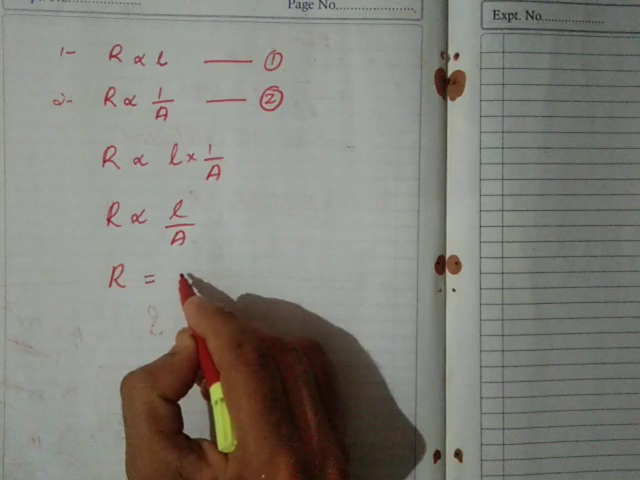 Page No.
Expt. No.
1- R ∝ l —— ①
2- R ∝ 1/A —— ②
R ∝ l × 1/A
R ∝ l/A
R =